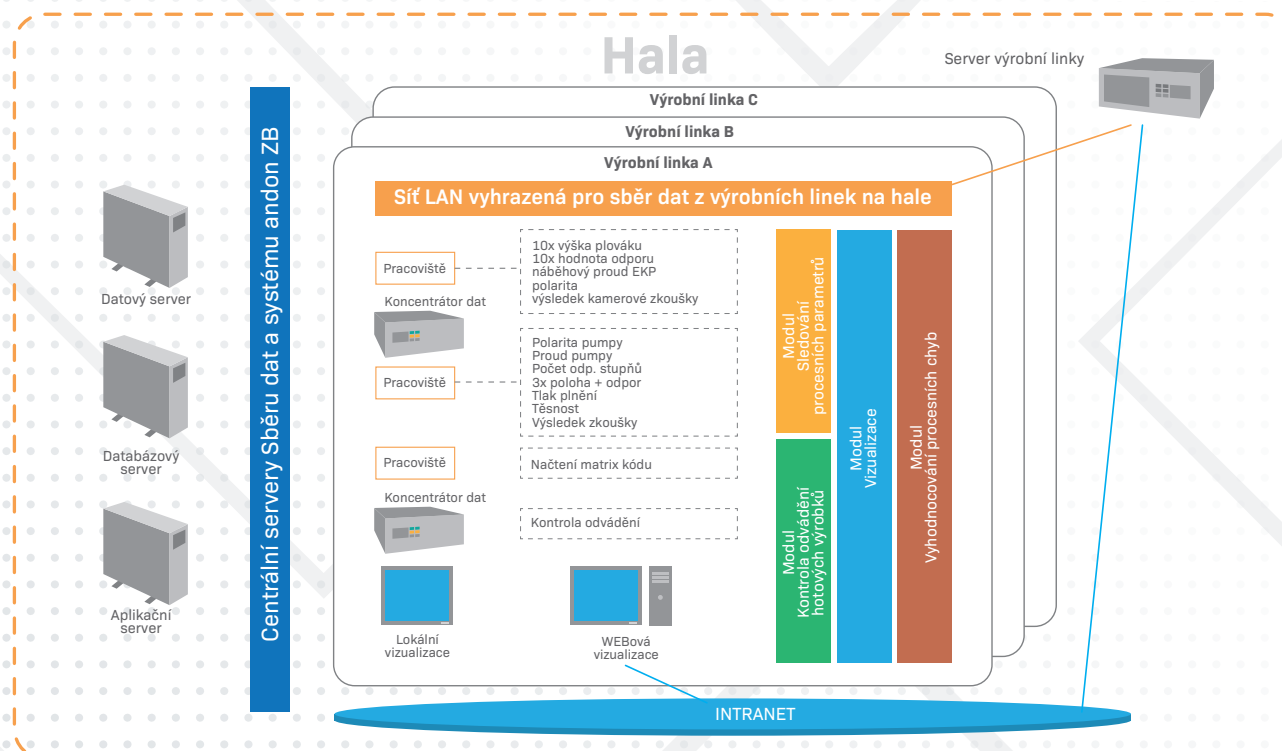 Hala
Server výrobní linky
Výrobní linka C
Výrobní linka B
Výrobní linka A
Síť LAN vyhrazená pro sběr dat z výrobních linek na hale
Centrální servery Sběru dat a systému andon ZB
Datový server
Databázový
server
Aplikační
server
Pracoviště
10x výška plováku
10x hodnota odporu
náběhový proud EKP
polarita
výsledek kamerové zkoušky
Koncentrátor dat
Pracoviště
Polarita pumpy
Proud pumpy
Počet odp. stupňů
3x poloha + odpor
Tlak plnění
Těsnost
Výsledek zkoušky
Pracoviště
Načtení matrix kódu
Koncentrátor dat
Kontrola odvádění
Lokální
vizualizace
WEBová
vizualizace
Modul
Sledování
procesních parametrů
Modul
Kontrola odvádění
hotových výrobků
Modul
Vizualizace
Modul
Vyhodnocování procesních chyb
INTRANET